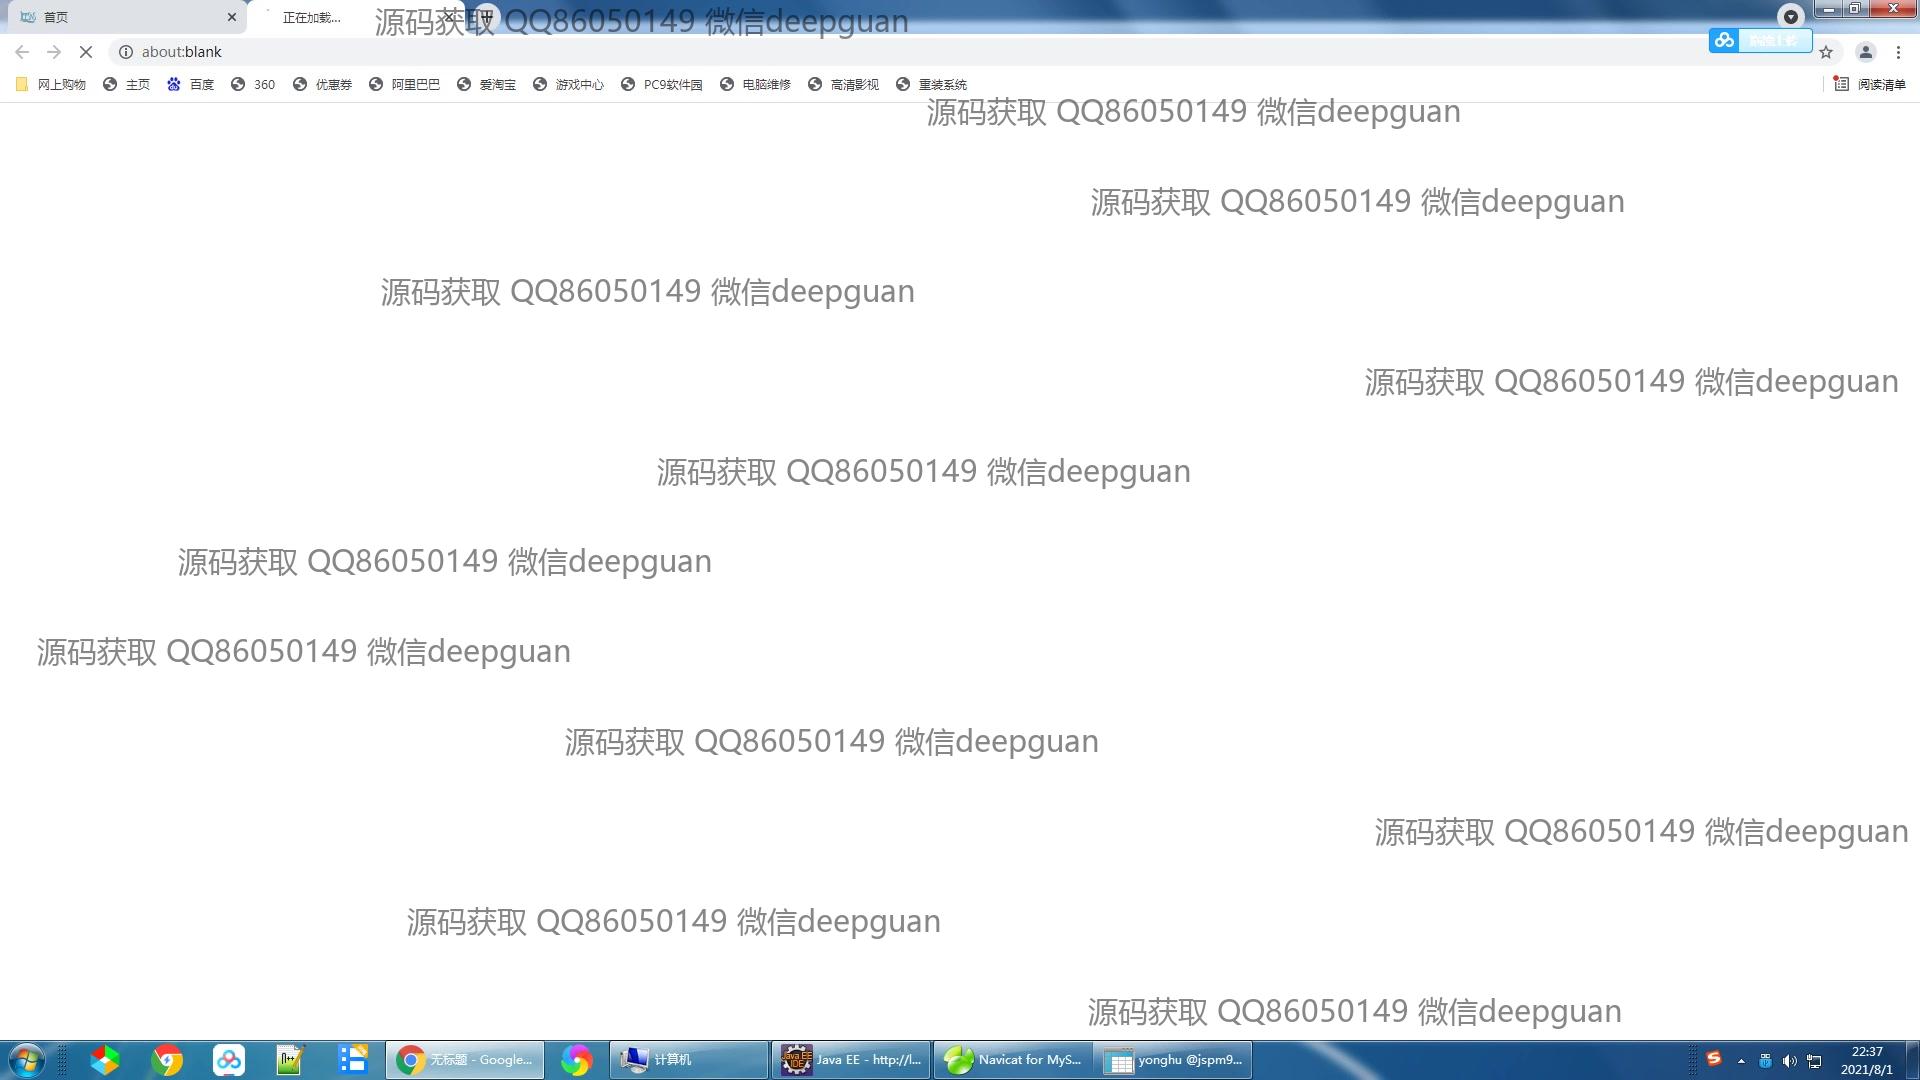 首页
正在加载...
源码获取 QQ86050149 微信deepguan
about:blank
网上购物 主页 百度 360 优惠券 阿里巴巴 爱淘宝 游戏中心 PC9软件园 电脑维修 高清影视 重装系统 阅读清单
源码获取 QQ86050149 微信deepguan
源码获取 QQ86050149 微信deepguan
源码获取 QQ86050149 微信deepguan
源码获取 QQ86050149 微信deepguan
源码获取 QQ86050149 微信deepguan
源码获取 QQ86050149 微信deepguan
源码获取 QQ86050149 微信deepguan
源码获取 QQ86050149 微信deepguan
源码获取 QQ86050149 微信deepguan
源码获取 QQ86050149 微信deepguan
源码获取 QQ86050149 微信deepguan
无标题 - Google... 计算机 Java EE - http://l... Navicat for MyS... yonghu @jspm9...
22:37
2021/8/1